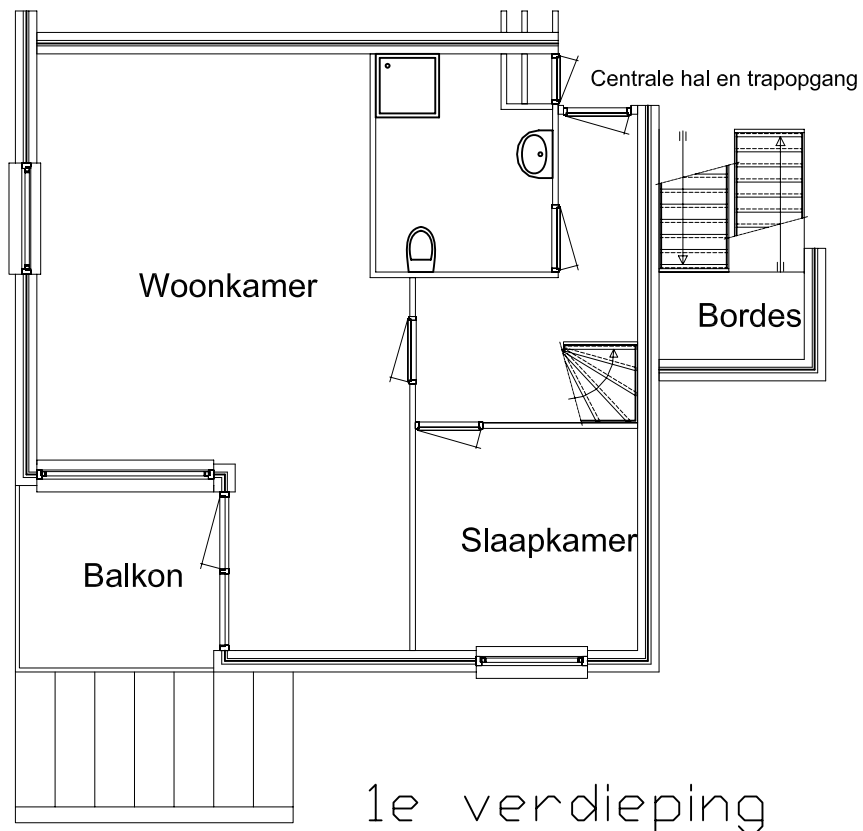 Centrale hal en trapopgang
Woonkamer
Bordes
Slaapkamer
Balkon
1e verdieping